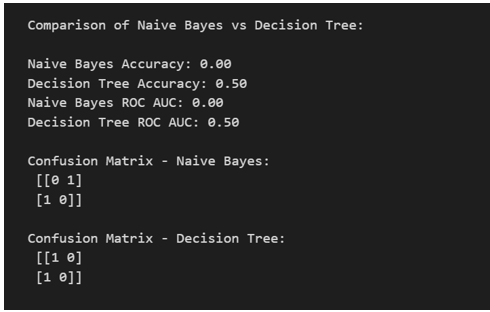 Comparison of Naive Bayes vs Decision Tree:
Naive Bayes Accuracy: 0.00
Decision Tree Accuracy: 0.50
Naive Bayes ROC AUC: 0.00
Decision Tree ROC AUC: 0.50
Confusion Matrix - Naive Bayes:
[[0 1]
[1 0]]
Confusion Matrix - Decision Tree:
[[1 0]
[1 0]]